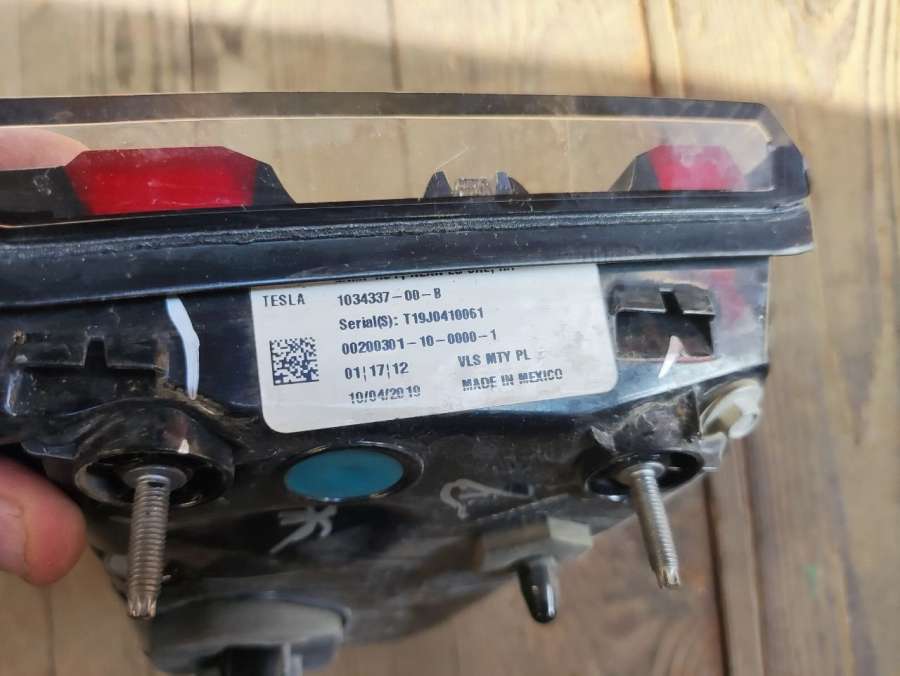 TESLA 1034337-00-B
Serial(S): T19J0410061
00200301-10-0000-1
01|17|12 VLS MTY PL
10/04/2019 MADE IN MEXICO